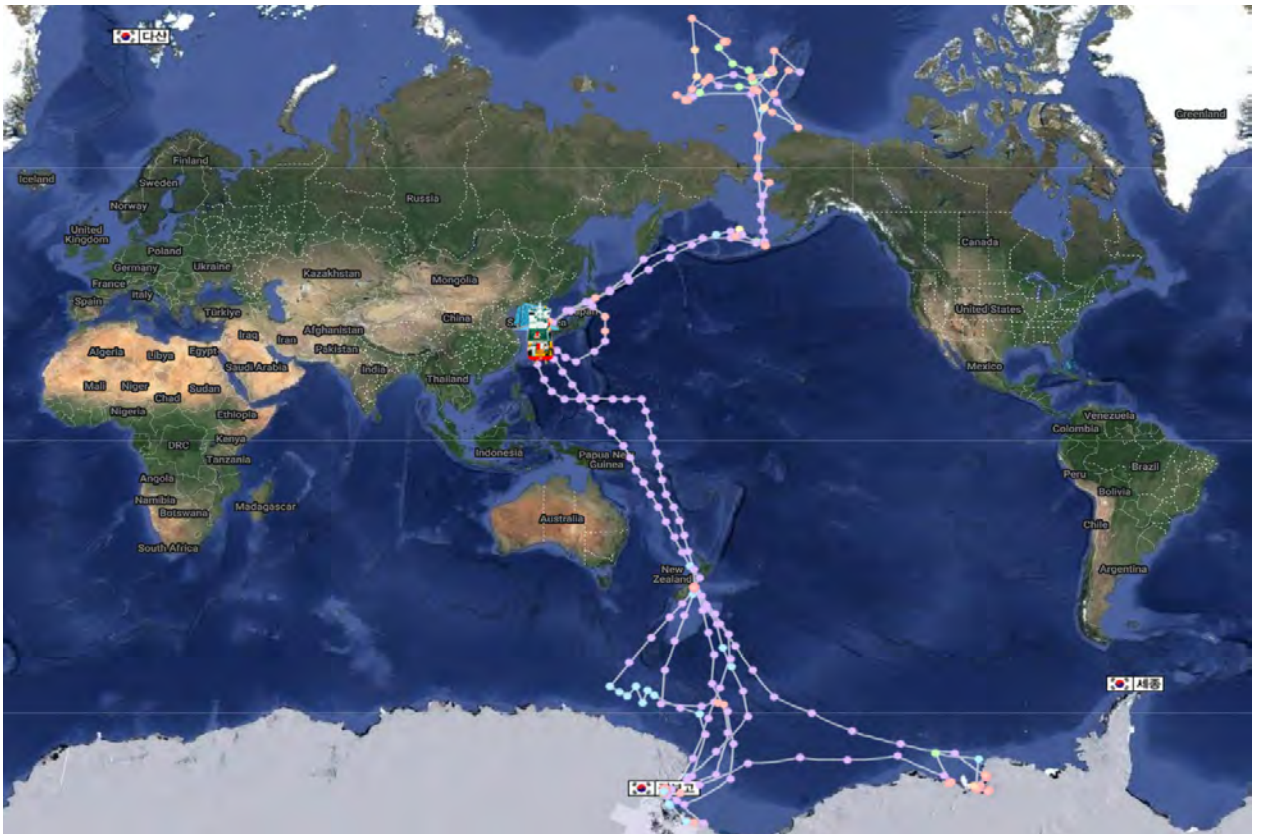 다산
Greenland
Finland
Iceland
Sweden
Russia
Norway
United
Kingdom
Canada
Poland
Germany
Ukraine
France
Kazakhstan
Mongolia
Italy
Spain
United States
Türkiye
China
Iraq
Iran
Afghanistan
Algeria
Libya
Egypt
Pakistan
Saudi Arabia
India
Mexico
Thailand
Mali
Niger
Sudan
Chad
Nigeria
Ethiopia
Venezuela
Colombia
DRC
Kenya
Indonesia
Papua New
Guinea
Tanzania
Brazil
Peru
Angola
Bolivia
Namibia
Madagascar
Botswana
Australia
Chile
South Africa
New
Zealand
Argentina
세종